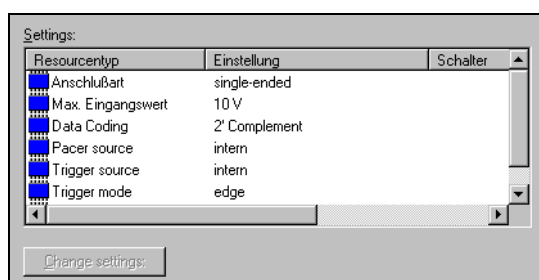 Settings:
Resourcentyp Einstellung Schalter
Anschlußart single-ended
Max. Eingangswert 10 V
Data Coding 2' Complement
Pacer source intern
Trigger source intern
Trigger mode edge
Change settings: